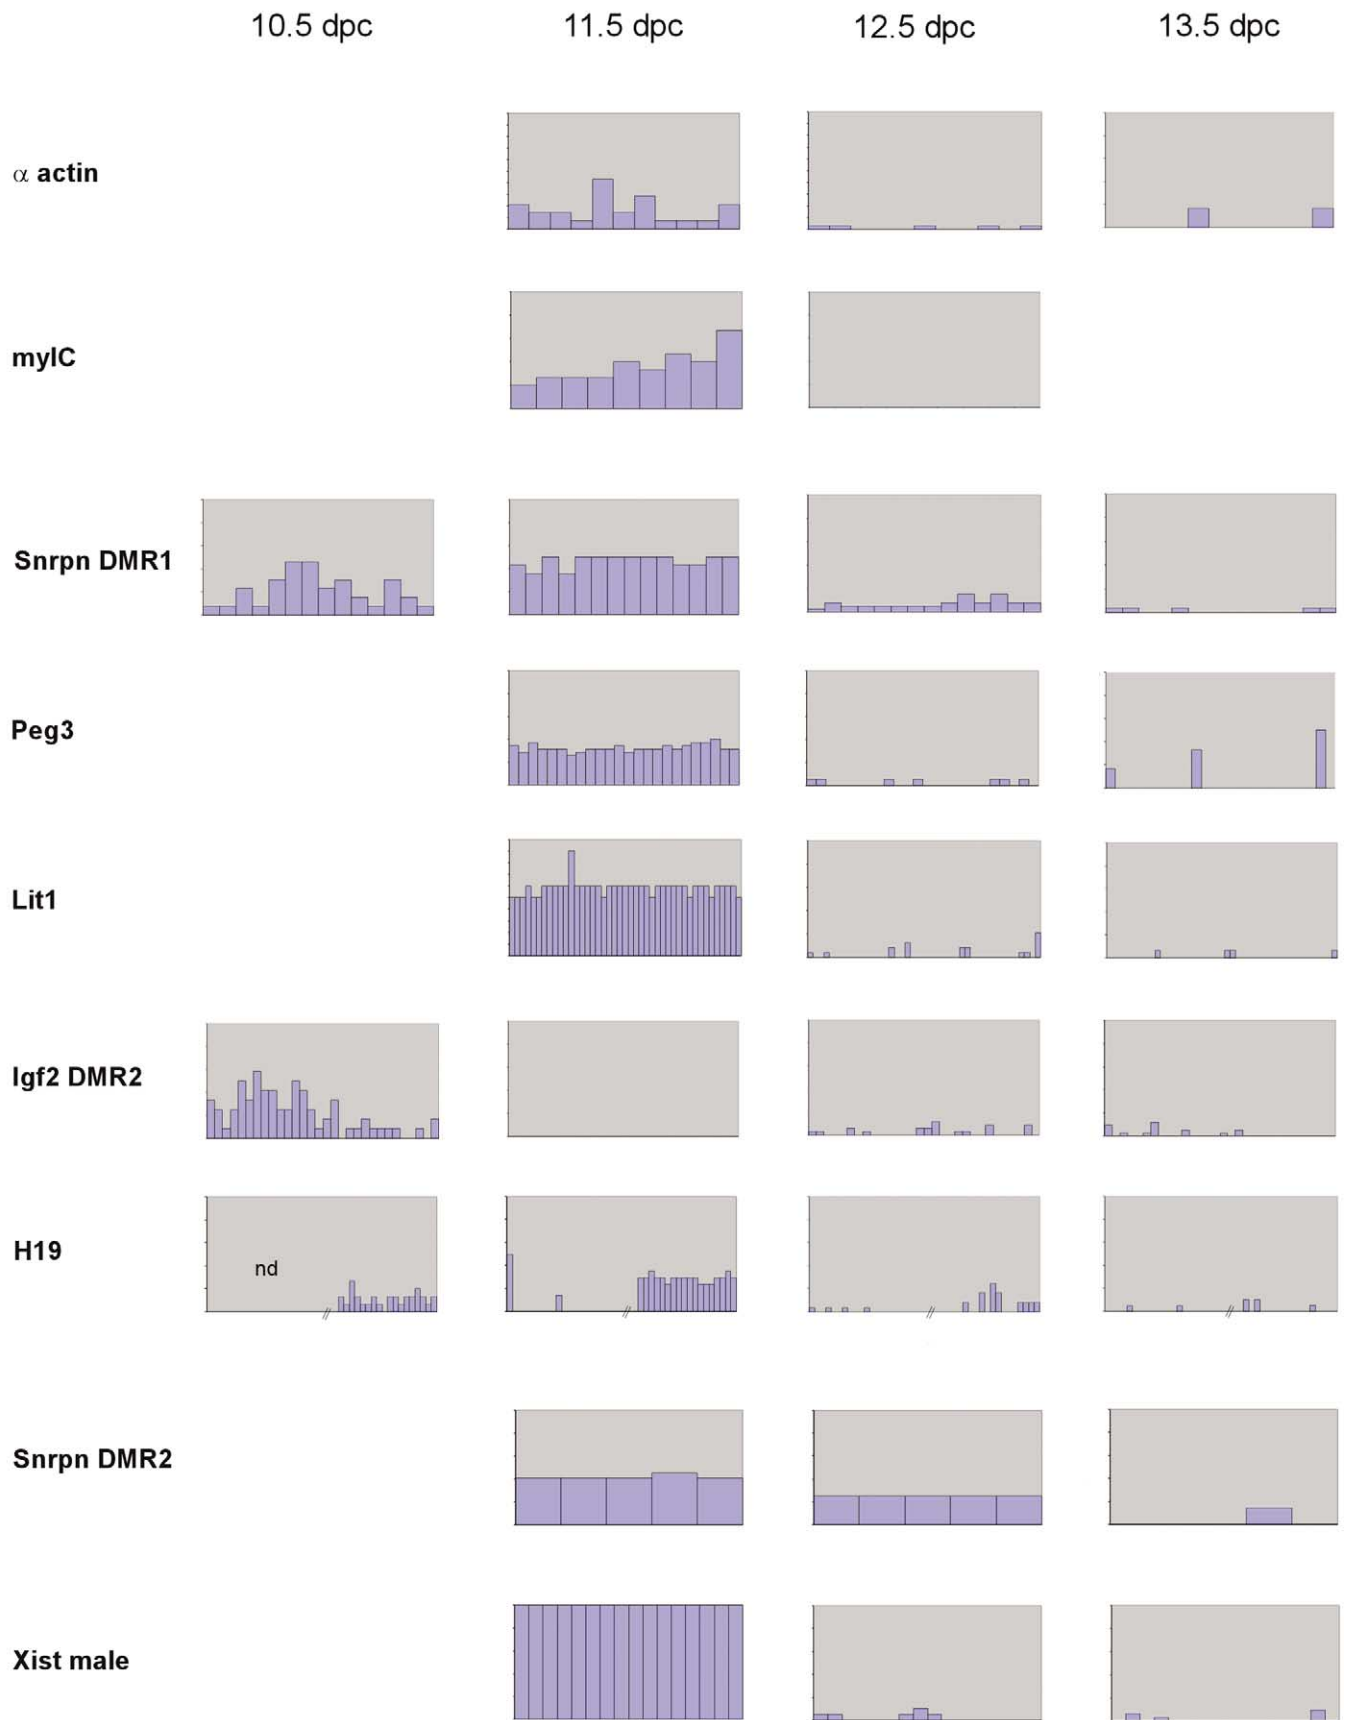 10.5 dpc 11.5 dpc 12.5 dpc 13.5 dpc
α actin
mylC
Snrpn DMR1
Peg3
Lit1
Igf2 DMR2
H19
nd
Snrpn DMR2
Xist male